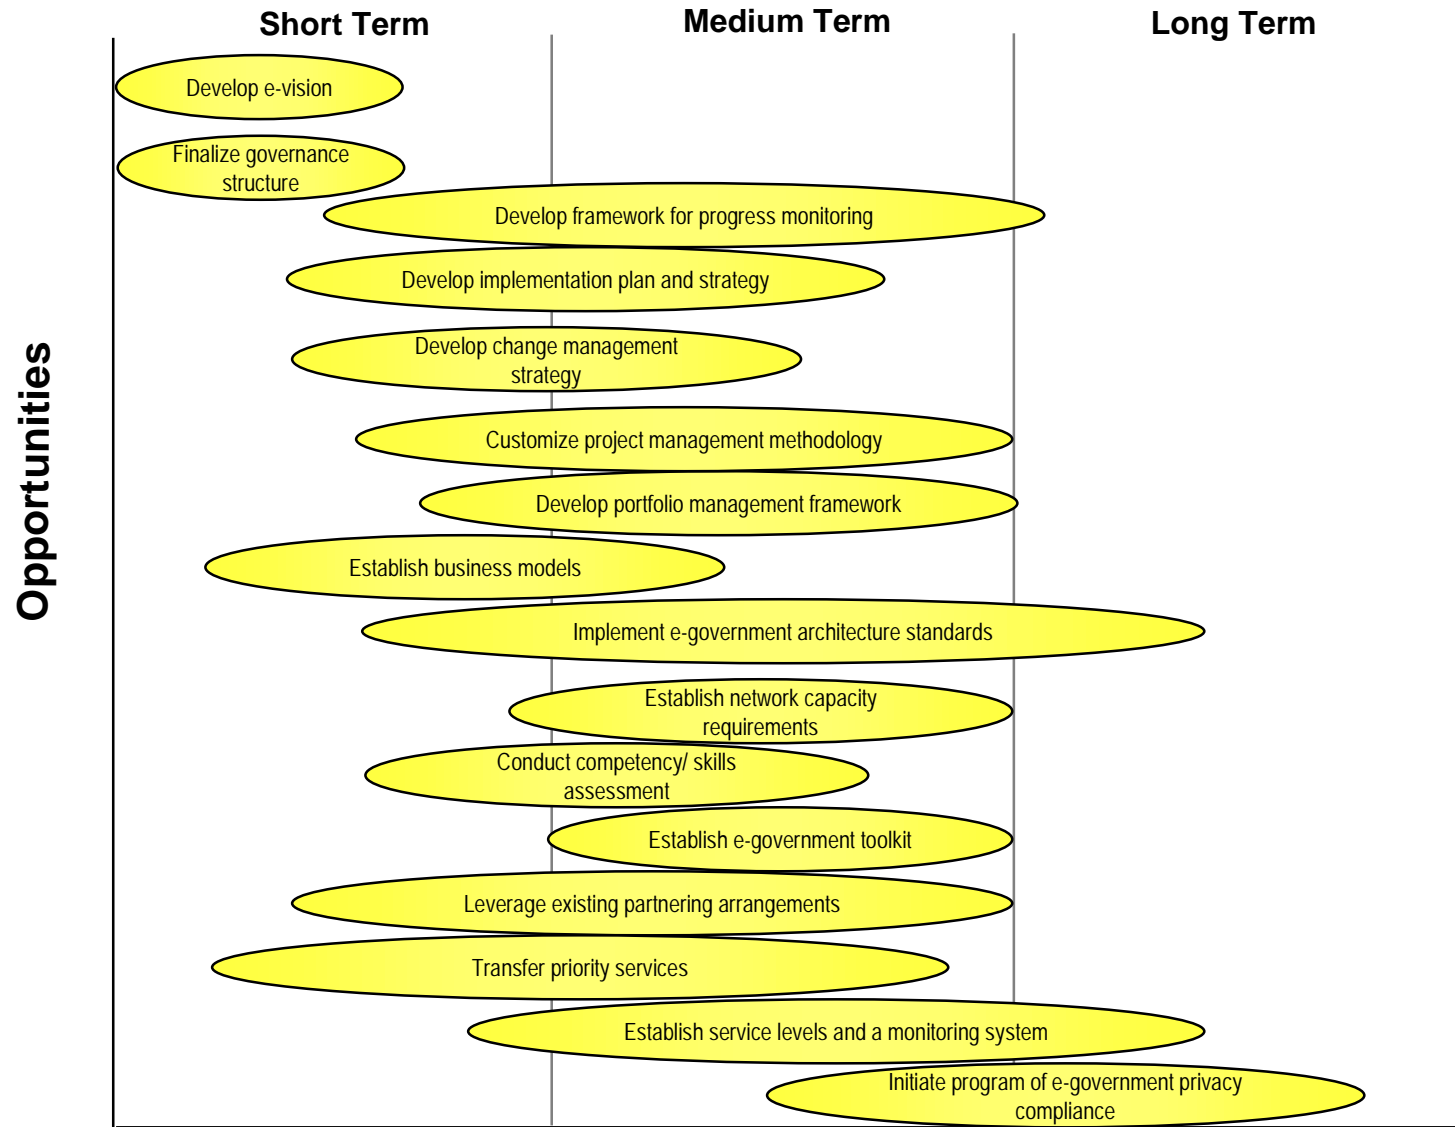 Short Term
Medium Term
Long Term
Opportunities
Develop e-vision
Finalize governance
structure
Develop framework for progress monitoring
Develop implementation plan and strategy
Develop change management
strategy
Customize project management methodology
Develop portfolio management framework
Establish business models
Implement e-government architecture standards
Establish network capacity
requirements
Conduct competency/ skills
assessment
Establish e-government toolkit
Leverage existing partnering arrangements
Transfer priority services
Establish service levels and a monitoring system
Initiate program of e-government privacy
compliance